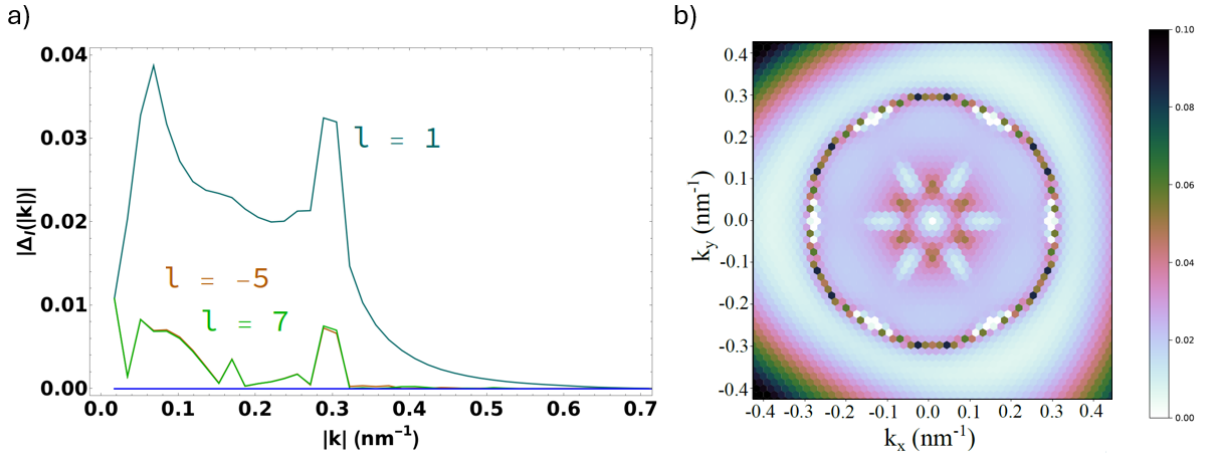 a)
b)
0.04
0.03
0.02
0.01
0.00
|Δl(|k|)|
l = 1
l = -5
l = 7
0.0 0.1 0.2 0.3 0.4 0.5 0.6 0.7
|k| (nm⁻¹)
0.4
0.3
0.2
0.1
0.0
-0.1
-0.2
-0.3
-0.4
ky (nm⁻¹)
-0.4 -0.3 -0.2 -0.1 0.0 0.1 0.2 0.3 0.4
kx (nm⁻¹)
0.10
0.08
0.06
0.04
0.02
0.00